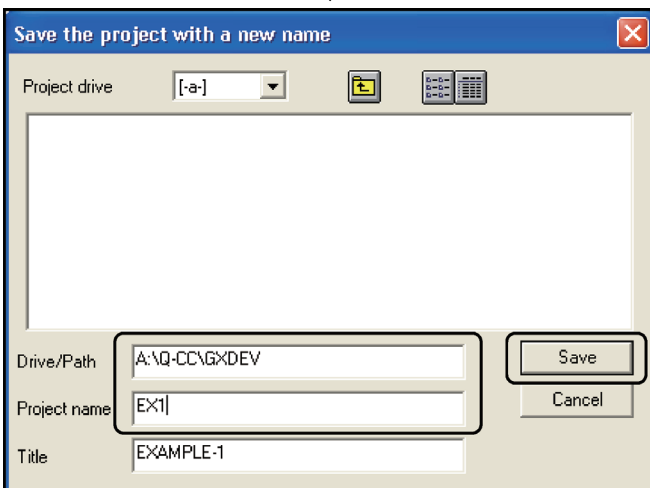 Save the project with a new name
Project drive [-a-]
Drive/Path A:\Q-CC\GXDEV Save
Project name EX1 Cancel
Title EXAMPLE-1